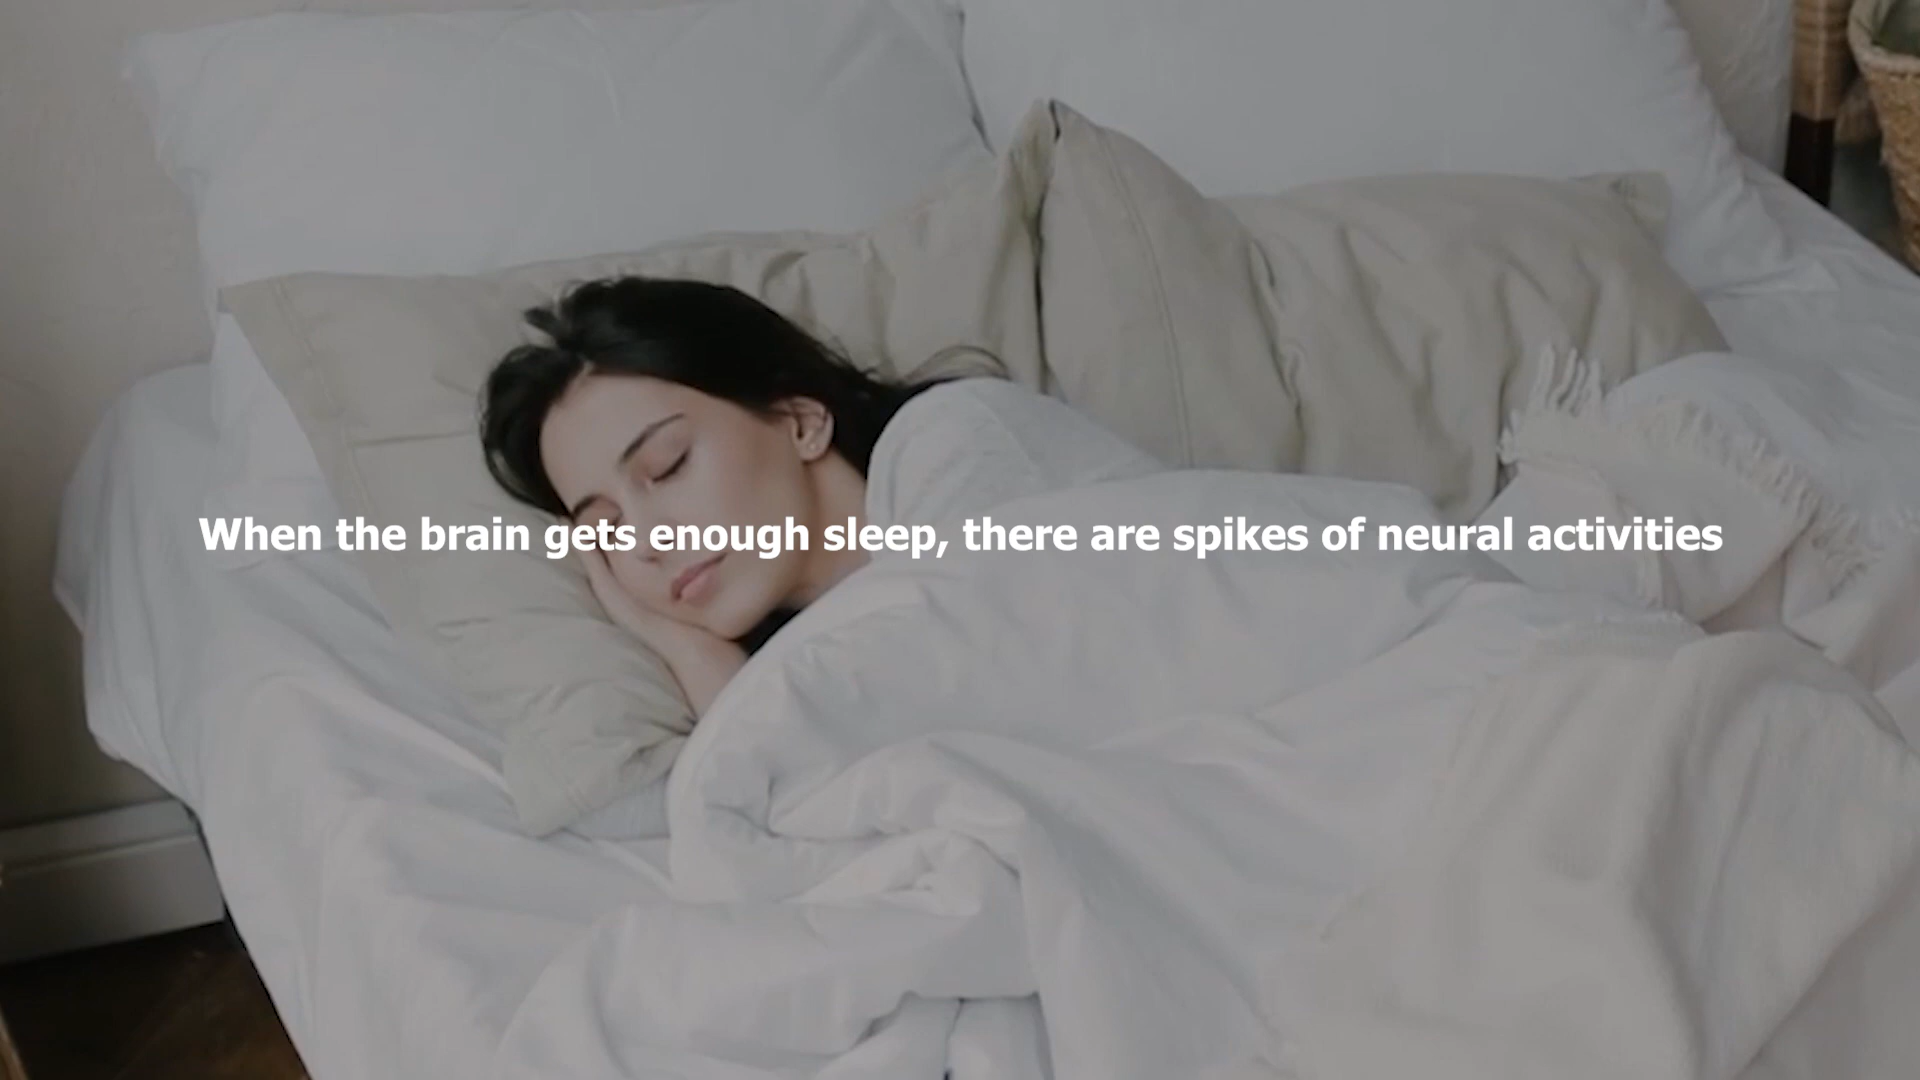 When the brain gets enough sleep, there are spikes of neural activities